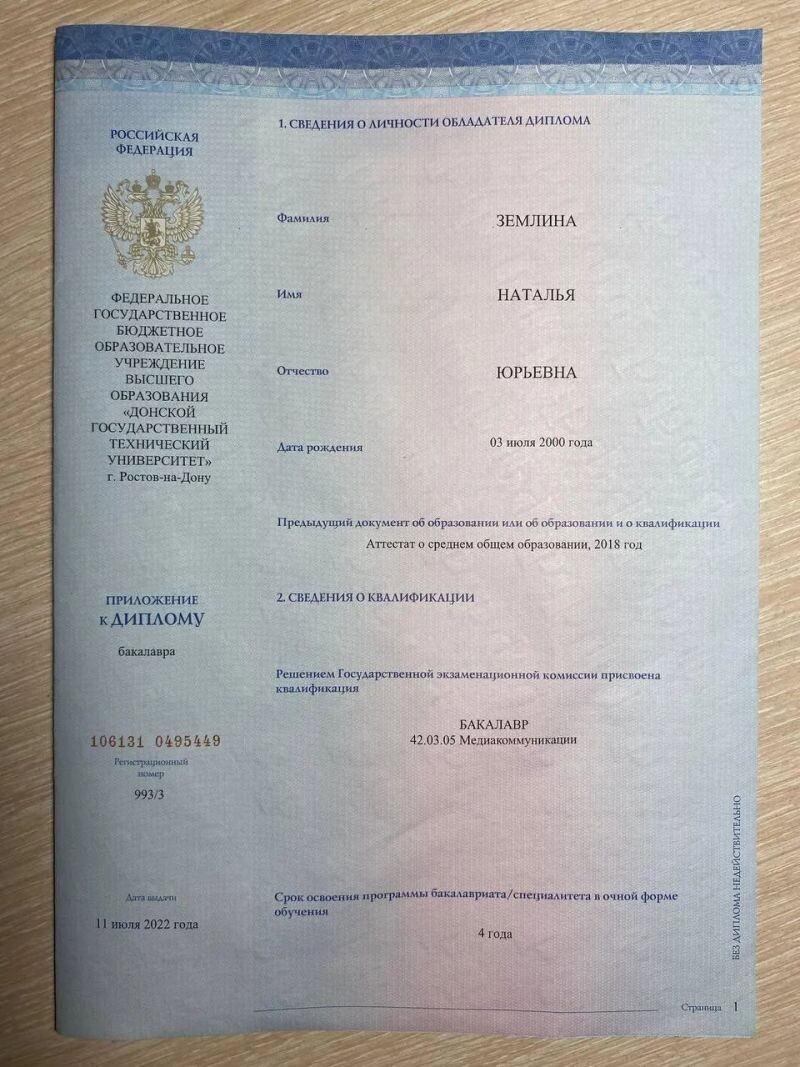 РОССИЙСКАЯ
ФЕДЕРАЦИЯ
ФЕДЕРАЛЬНОЕ
ГОСУДАРСТВЕННОЕ
БЮДЖЕТНОЕ
ОБРАЗОВАТЕЛЬНОЕ
УЧРЕЖДЕНИЕ
ВЫСШЕГО
ОБРАЗОВАНИЯ
«ДОНСКОЙ
ГОСУДАРСТВЕННЫЙ
ТЕХНИЧЕСКИЙ
УНИВЕРСИТЕТ»
г. Ростов-на-Дону
ПРИЛОЖЕНИЕ
к ДИПЛОМУ
бакалавра
106131 0495449
Регистрационный
номер
993/3
Дата выдачи
11 июля 2022 года
1. СВЕДЕНИЯ О ЛИЧНОСТИ ОБЛАДАТЕЛЯ ДИПЛОМА
Фамилия ЗЕМЛИНА
Имя НАТАЛЬЯ
Отчество ЮРЬЕВНА
Дата рождения 03 июля 2000 года
Предыдущий документ об образовании или об образовании и о квалификации
Аттестат о среднем общем образовании, 2018 год
2. СВЕДЕНИЯ О КВАЛИФИКАЦИИ
Решением Государственной экзаменационной комиссии присвоена
квалификация
БАКАЛАВР
42.03.05 Медиакоммуникации
Срок освоения программы бакалавриата/специалитета в очной форме
обучения
4 года
БЕЗ ДИПЛОМА НЕДЕЙСТВИТЕЛЬНО
Страница 1